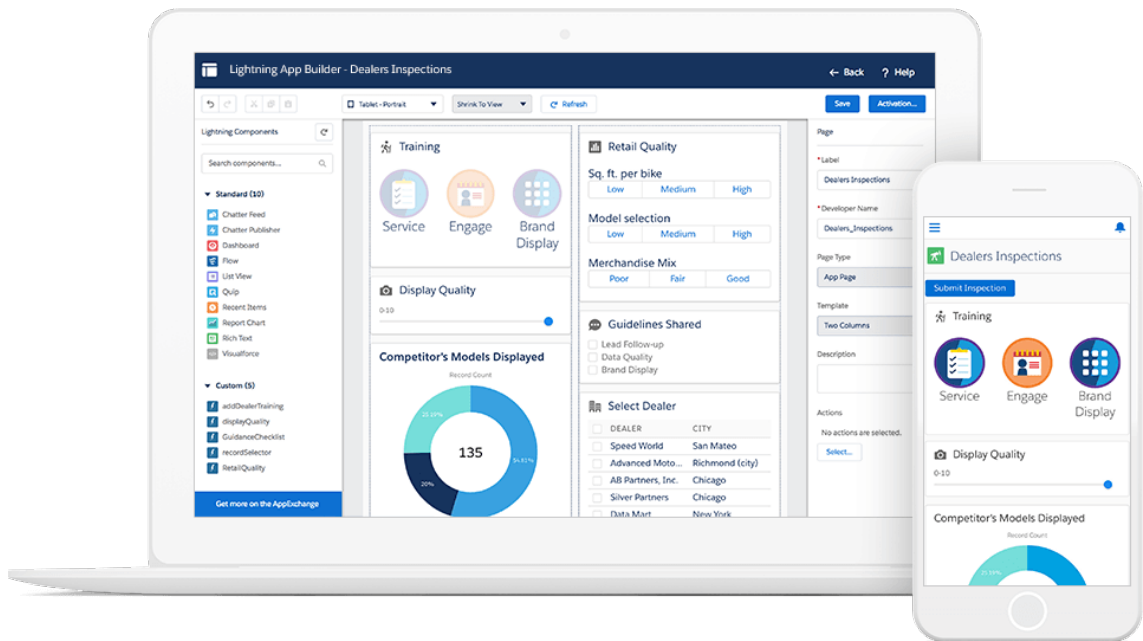 Lightning App Builder - Dealers Inspections
← Back
? Help
Tablet - Portrait
Shrink To View
Refresh
Save
Activation...
Lightning Components
Search components...
Standard (10)
Chatter Feed
Chatter Publisher
Dashboard
Flow
List View
Quip
Recent Items
Report Chart
Rich Text
Visualforce
Custom (5)
addDealerTraining
displayQuality
GuidanceChecklist
recordSelector
RetailQuality
Get more on the AppExchange
Training
Service
Engage
Brand
Display
Display Quality
0-10
Competitor's Models Displayed
Record Count
25.19%
135
54.81%
20%
Retail Quality
Sq. ft. per bike
Low Medium High
Model selection
Low Medium High
Merchandise Mix
Poor Fair Good
Guidelines Shared
Lead Follow-up
Data Quality
Brand Display
Select Dealer
DEALER CITY
Speed World San Mateo
Advanced Moto... Richmond (city)
AB Partners, Inc. Chicago
Silver Partners Chicago
Data Mart New York
Page
*Label
Dealers Inspections
*Developer Name
Dealers_Inspections
Page Type
App Page
Template
Two Columns
Description
Actions
No actions are selected.
Select...
Dealers Inspections
Submit Inspection
Training
Service
Engage
Brand
Display
Display Quality
0-10
Competitor's Models Displayed
Record Count
25.19%